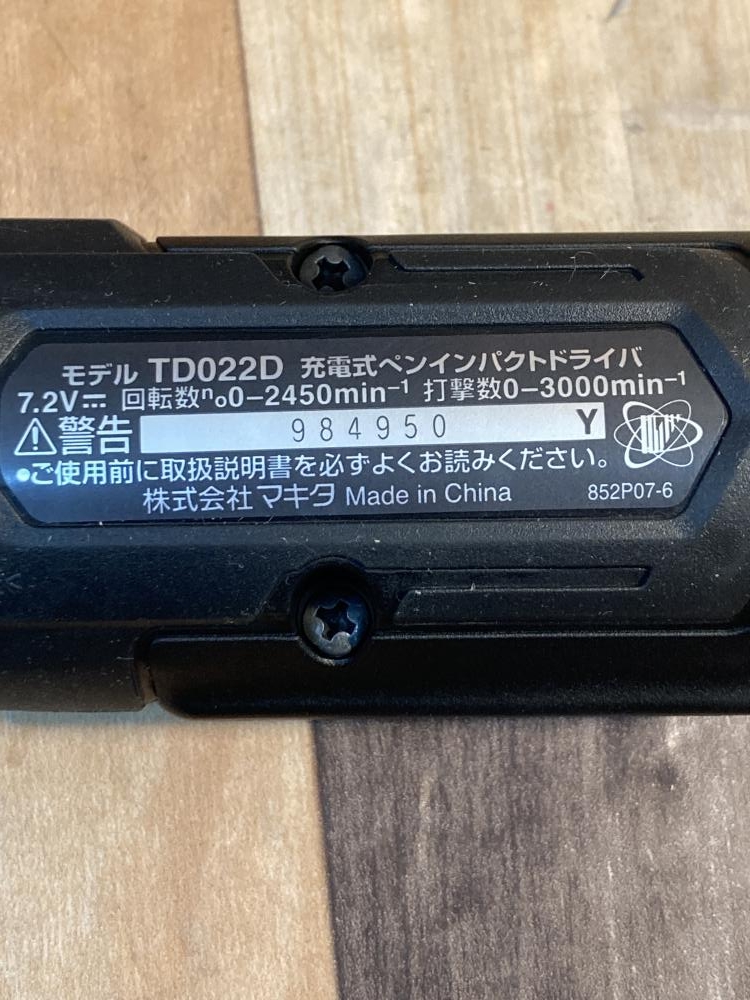 モデル TD022D 充電式ペンインパクトドライバ
7.2V⎓ 回転数n₀0-2450min⁻¹ 打撃数0-3000min⁻¹
⚠警告 984950 Y
●ご使用前に取扱説明書を必ずよくお読みください。
株式会社マキタ Made in China 852P07-6